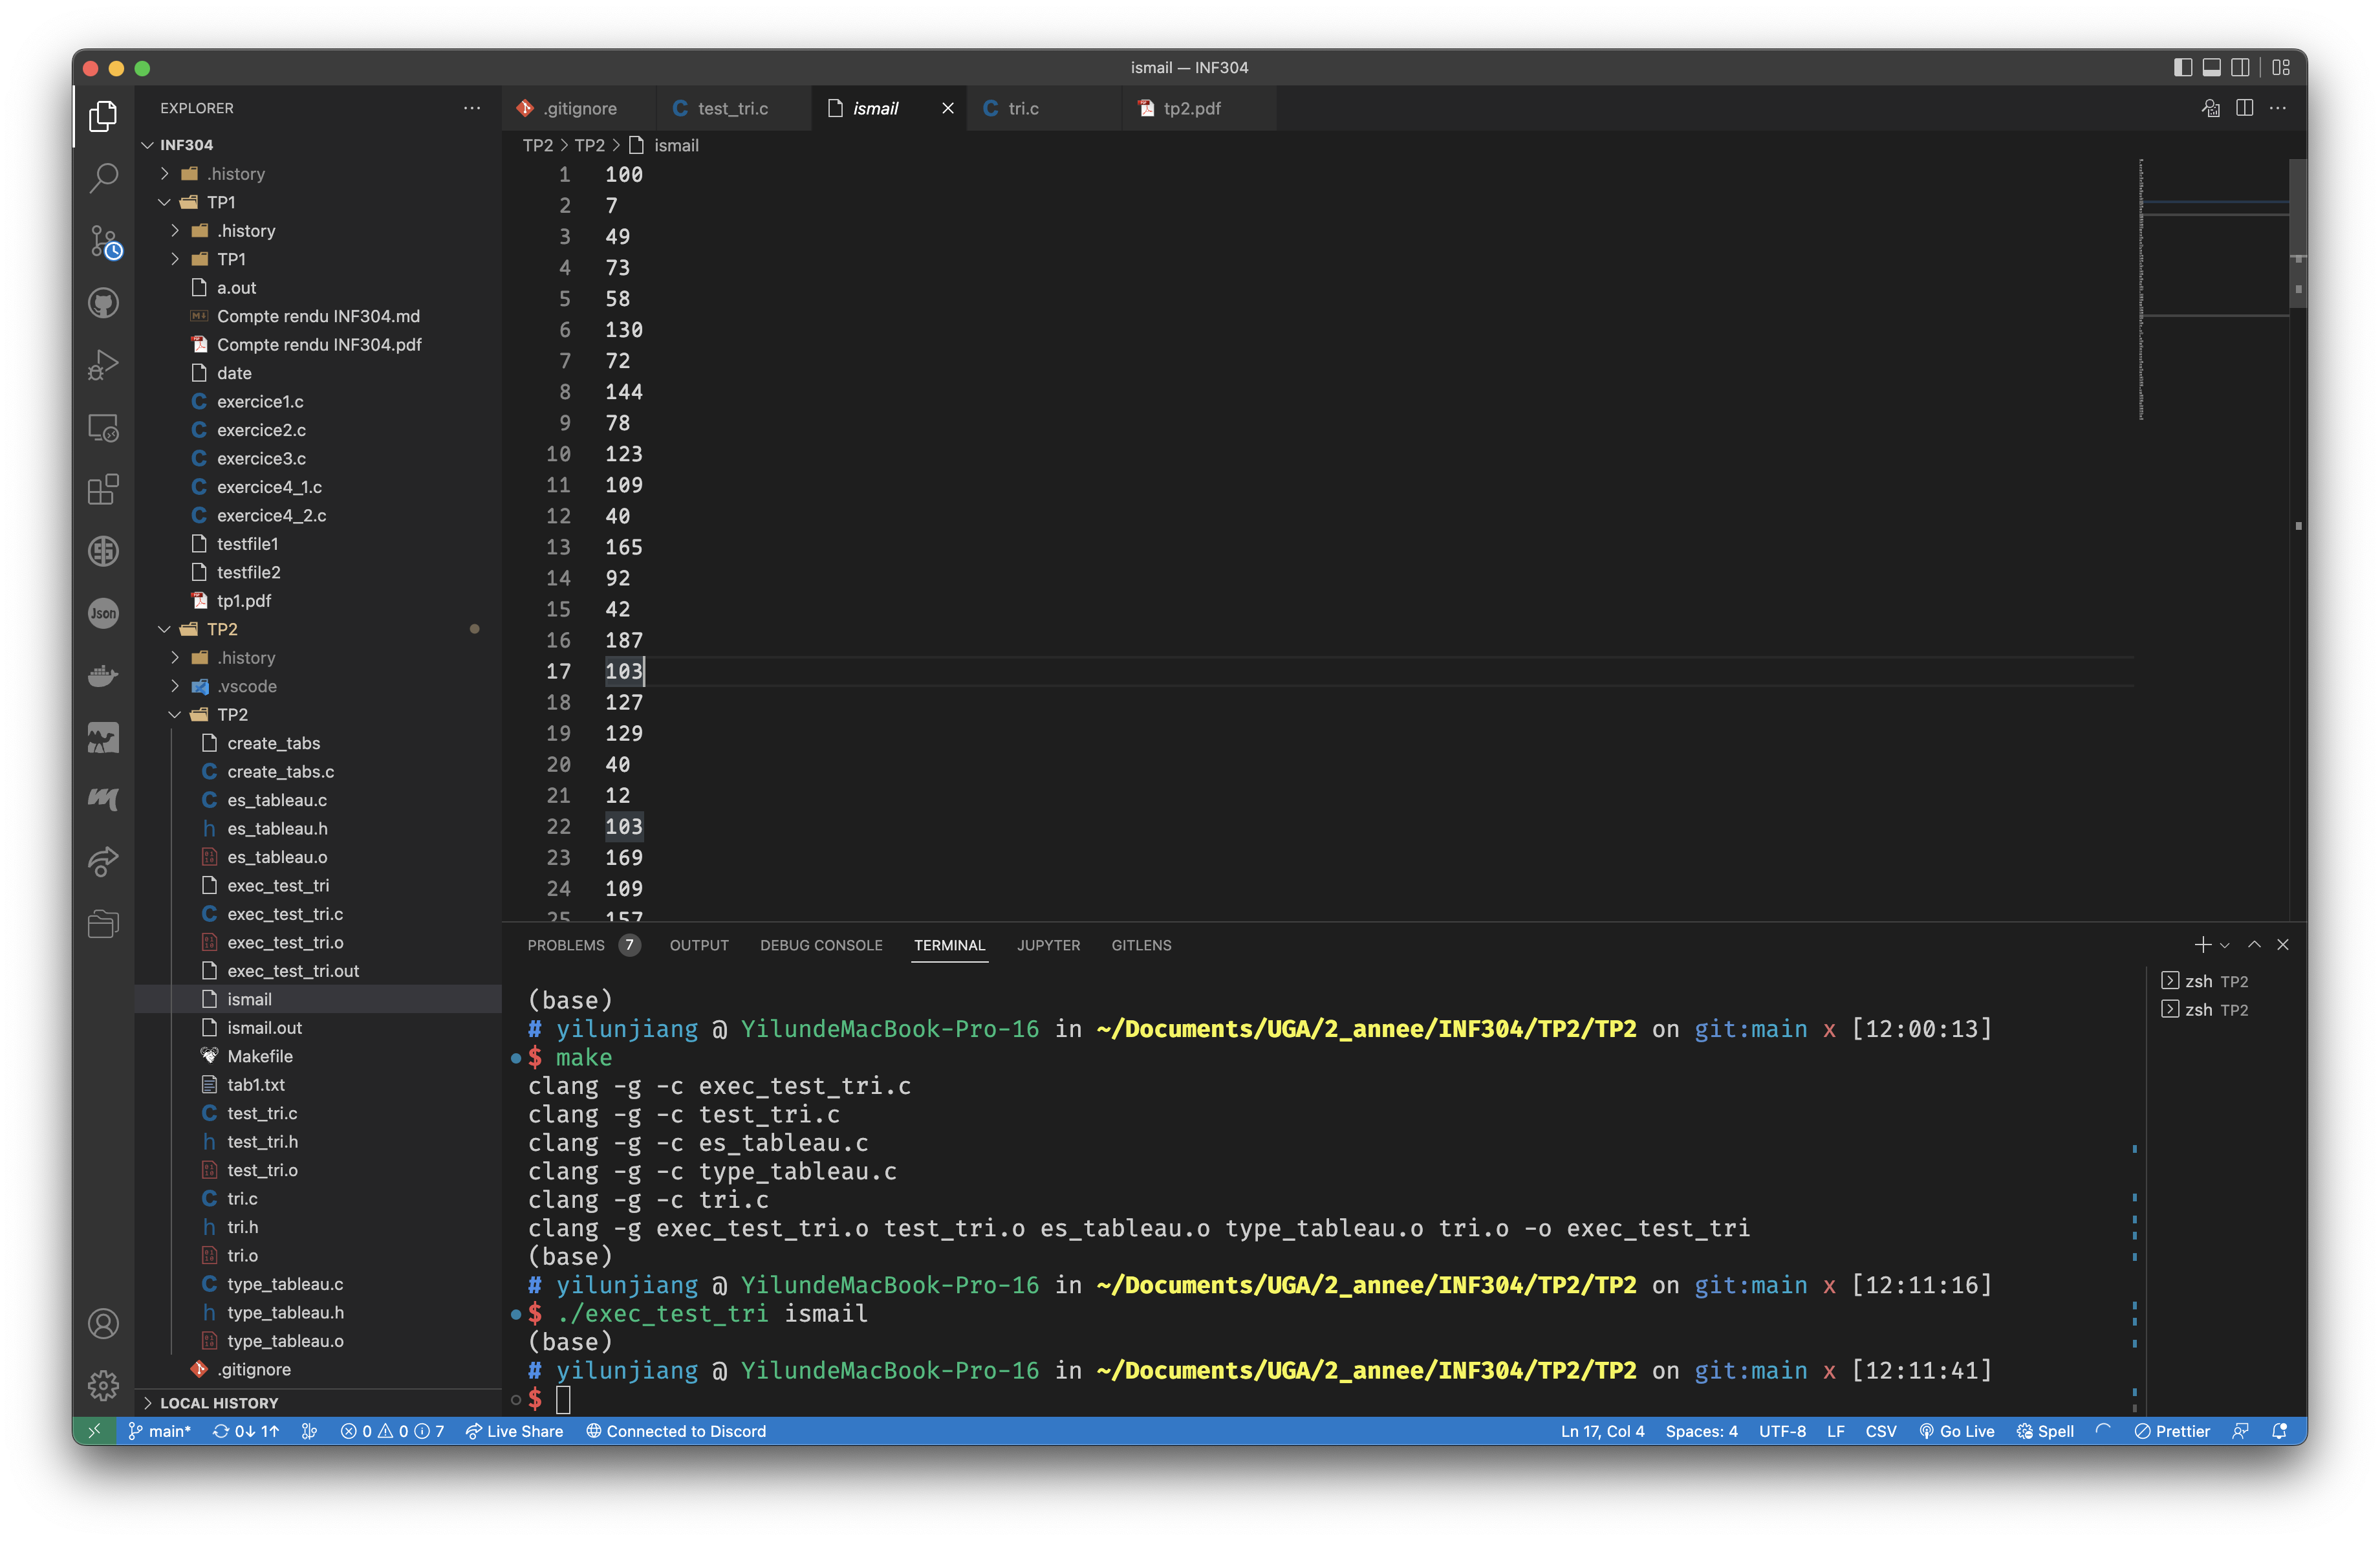 ismail — INF304
EXPLORER
INF304
.history
TP1
.history
TP1
a.out
Compte rendu INF304.md
Compte rendu INF304.pdf
date
exercice1.c
exercice2.c
exercice3.c
exercice4_1.c
exercice4_2.c
testfile1
testfile2
tp1.pdf
TP2
.history
.vscode
TP2
create_tabs
create_tabs.c
es_tableau.c
es_tableau.h
es_tableau.o
exec_test_tri
exec_test_tri.c
exec_test_tri.o
exec_test_tri.out
ismail
ismail.out
Makefile
tab1.txt
test_tri.c
test_tri.h
test_tri.o
tri.c
tri.h
tri.o
type_tableau.c
type_tableau.h
type_tableau.o
.gitignore
LOCAL HISTORY
.gitignore test_tri.c ismail tri.c tp2.pdf
TP2 > TP2 > ismail
1 100
2 7
3 49
4 73
5 58
6 130
7 72
8 144
9 78
10 123
11 109
12 40
13 165
14 92
15 42
16 187
17 103
18 127
19 129
20 40
21 12
22 103
23 169
24 109
25 157
PROBLEMS 7 OUTPUT DEBUG CONSOLE TERMINAL JUPYTER GITLENS
(base)
# yilunjiang @ YilundeMacBook-Pro-16 in ~/Documents/UGA/2_annee/INF304/TP2/TP2 on git:main x [12:00:13]
$ make
clang -g -c exec_test_tri.c
clang -g -c test_tri.c
clang -g -c es_tableau.c
clang -g -c type_tableau.c
clang -g -c tri.c
clang -g exec_test_tri.o test_tri.o es_tableau.o type_tableau.o tri.o -o exec_test_tri
(base)
# yilunjiang @ YilundeMacBook-Pro-16 in ~/Documents/UGA/2_annee/INF304/TP2/TP2 on git:main x [12:11:16]
$ ./exec_test_tri ismail
(base)
# yilunjiang @ YilundeMacBook-Pro-16 in ~/Documents/UGA/2_annee/INF304/TP2/TP2 on git:main x [12:11:41]
$
zsh TP2
zsh TP2
Json
main* 0↓ 1↑ 0 0 7 Live Share Connected to Discord Ln 17, Col 4 Spaces: 4 UTF-8 LF CSV Go Live Spell Prettier